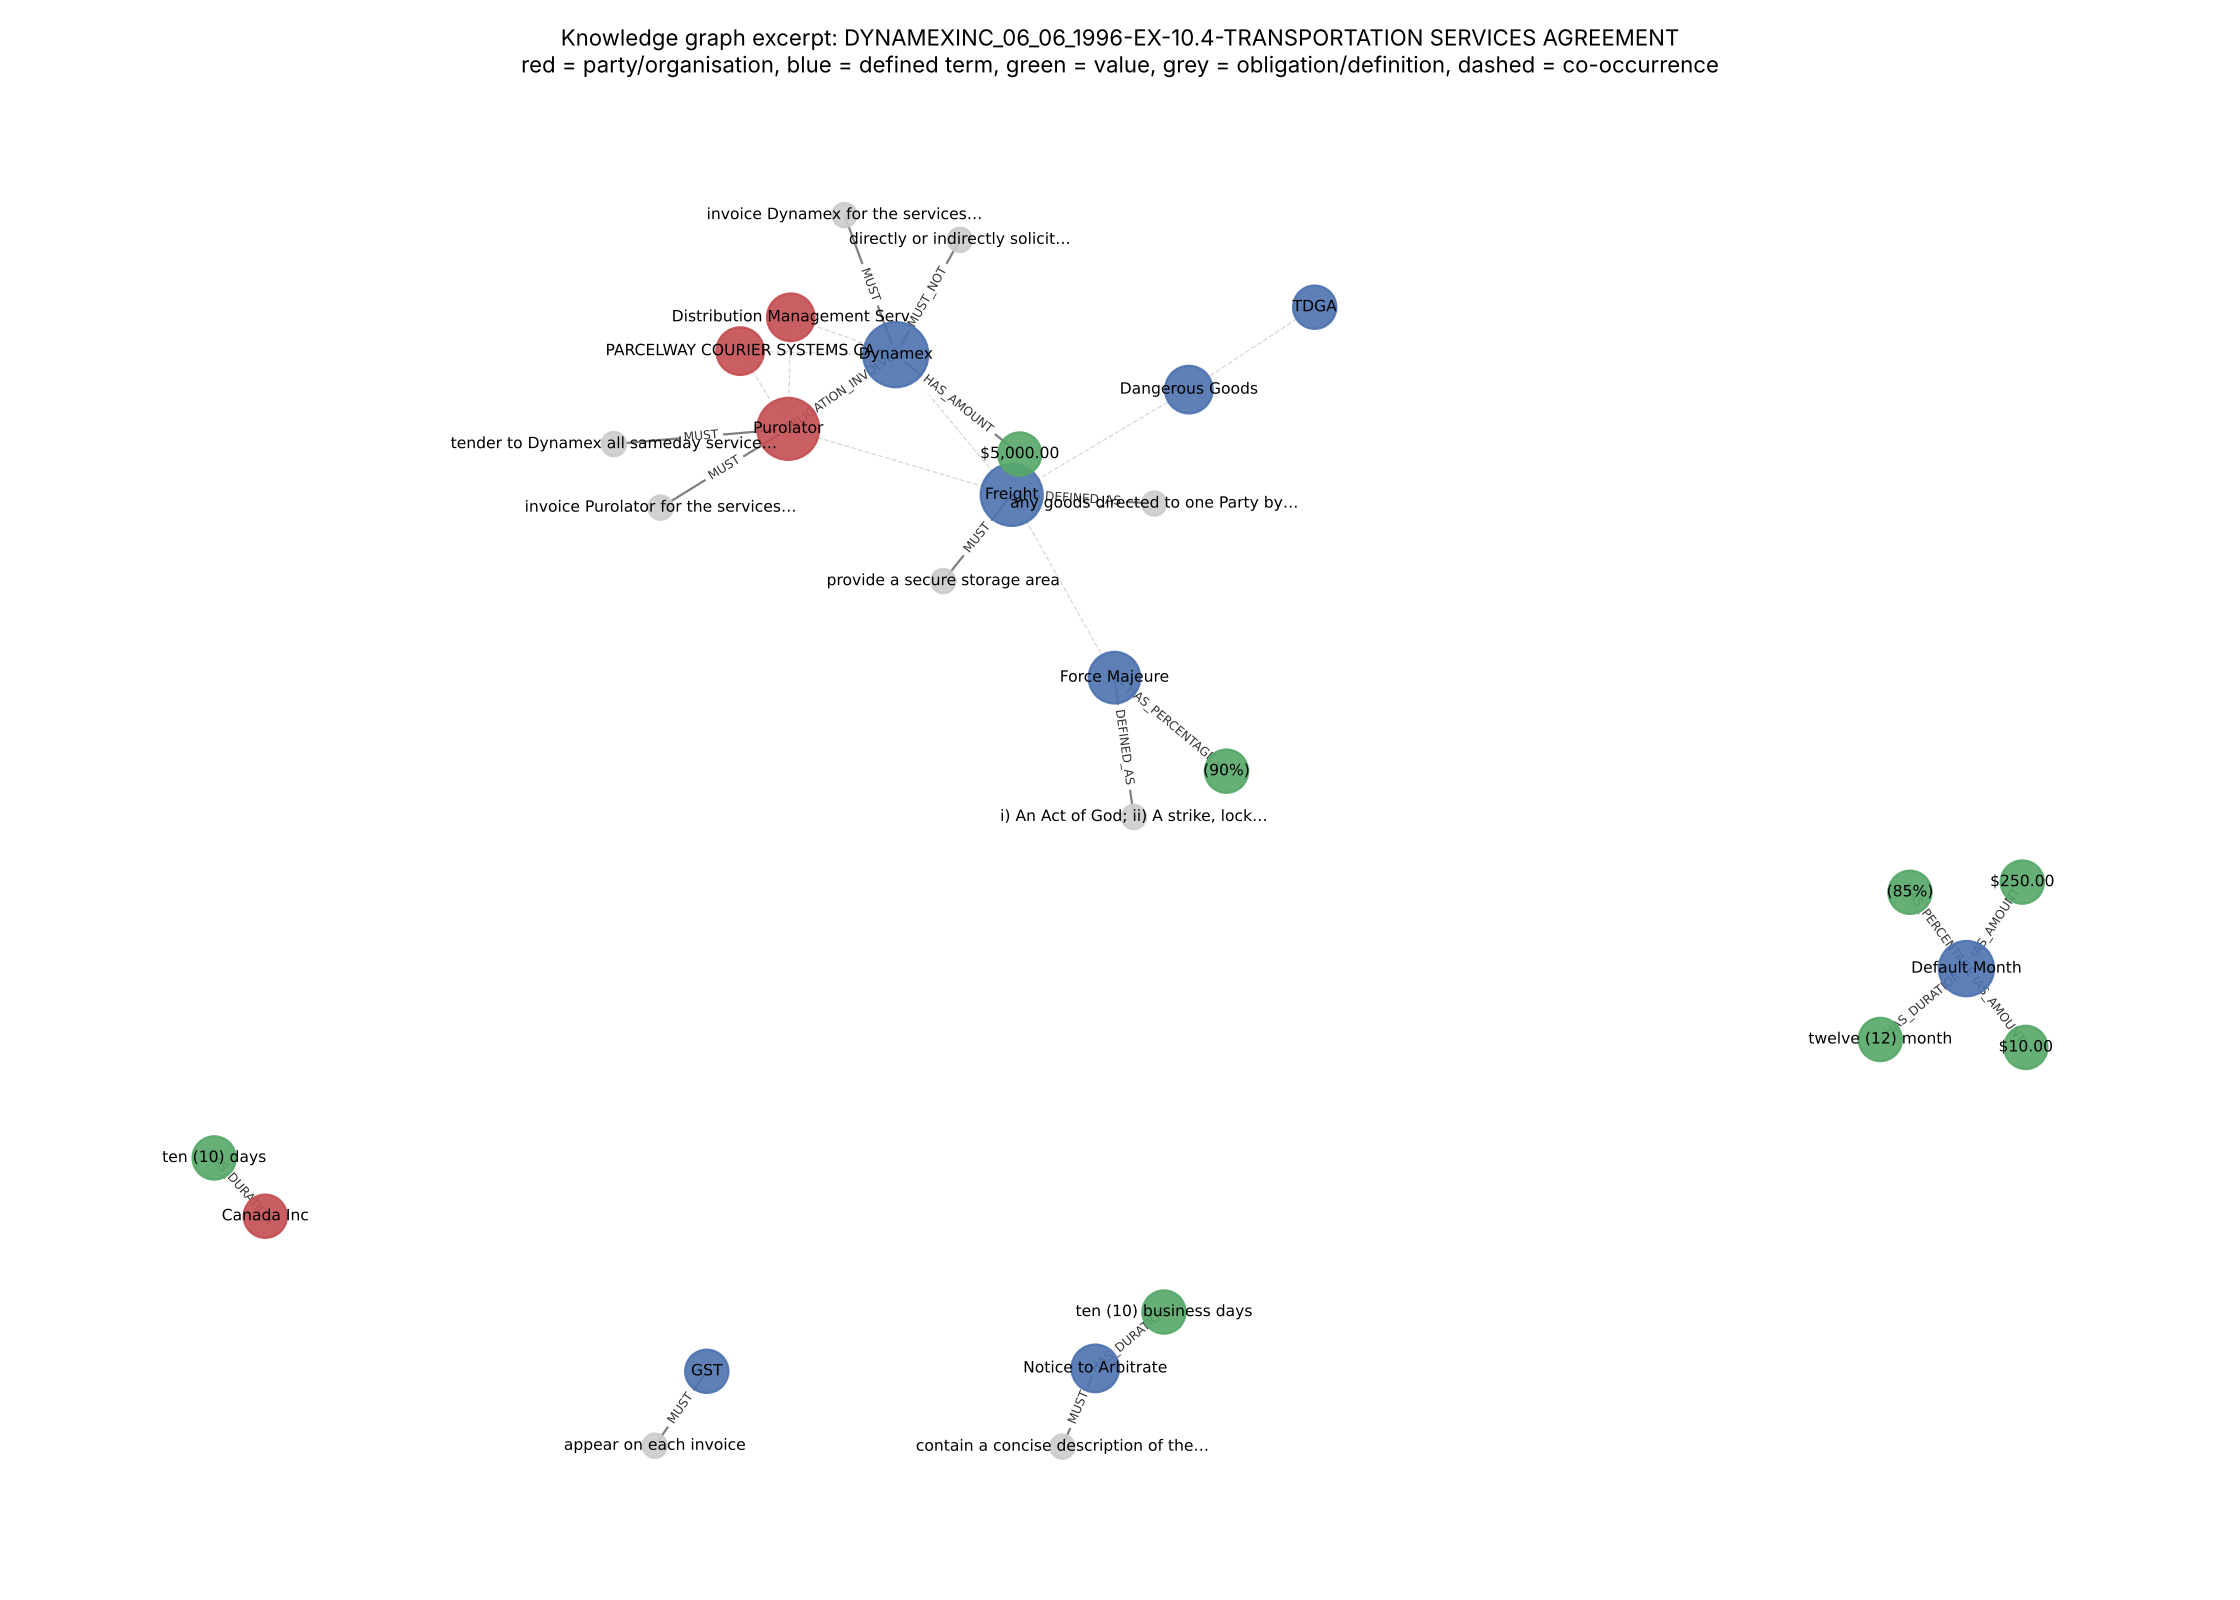 Knowledge graph excerpt: DYNAMEXINC_06_06_1996-EX-10.4-TRANSPORTATION SERVICES AGREEMENT
red = party/organisation, blue = defined term, green = value, grey = obligation/definition, dashed = co-occurrence
invoice Dynamex for the services...
directly or indirectly solicit...
MUST
MUST_NOT
TDGA
Distribution Management Serv
PARCELWAY COURIER SYSTEMS CA
Dynamex
HAS_AMOUNT
Dangerous Goods
Purolator
MUST
tender to Dynamex all sameday service...
$5,000.00
MUST
Freight
DEFINED_AS
any goods directed to one Party by...
invoice Purolator for the services...
MUST
provide a secure storage area
Force Majeure
HAS_PERCENTAGE
DEFINED_AS
(90%)
i) An Act of God; ii) A strike, lock...
(85%)
$250.00
Default Month
twelve (12) month
$10.00
ten (10) days
Canada Inc
ten (10) business days
GST
Notice to Arbitrate
MUST
MUST
appear on each invoice
contain a concise description of the...